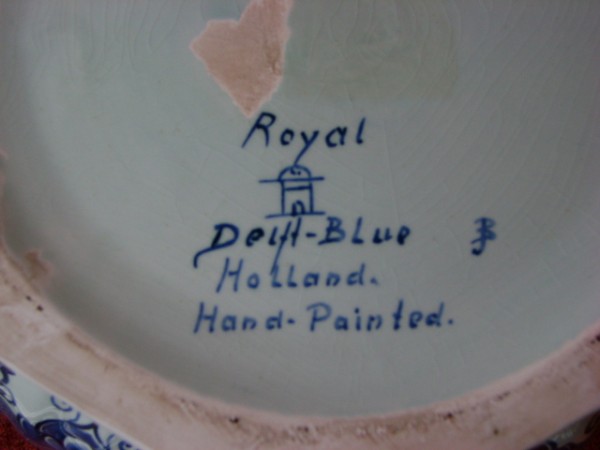 Royal
Delft-Blue
Holland.
Hand-Painted.